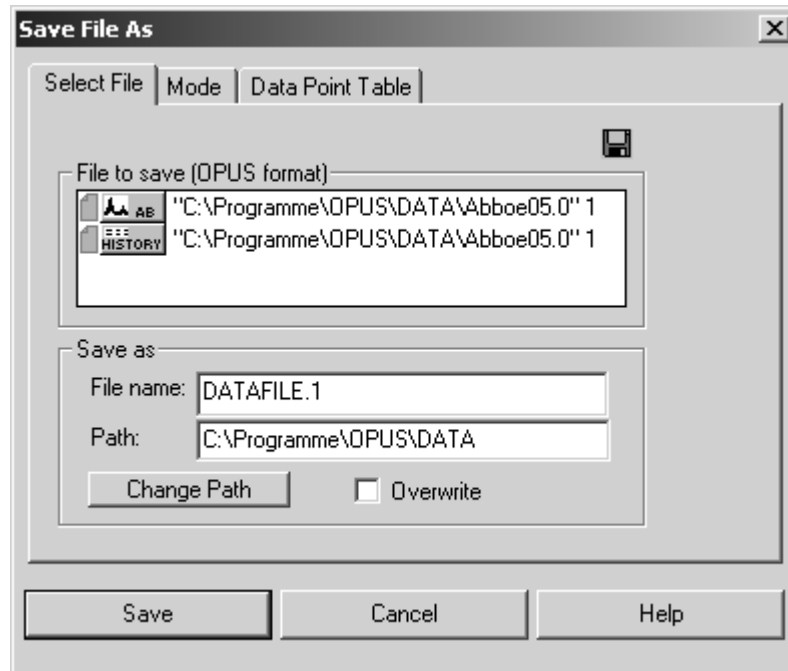 Save File As
Select File Mode Data Point Table
File to save (OPUS format)
AB "C:\Programme\OPUS\DATA\Abboe05.0" 1
HISTORY "C:\Programme\OPUS\DATA\Abboe05.0" 1
Save as
File name: DATAFILE.1
Path: C:\Programme\OPUS\DATA
Change Path Overwrite
Save Cancel Help